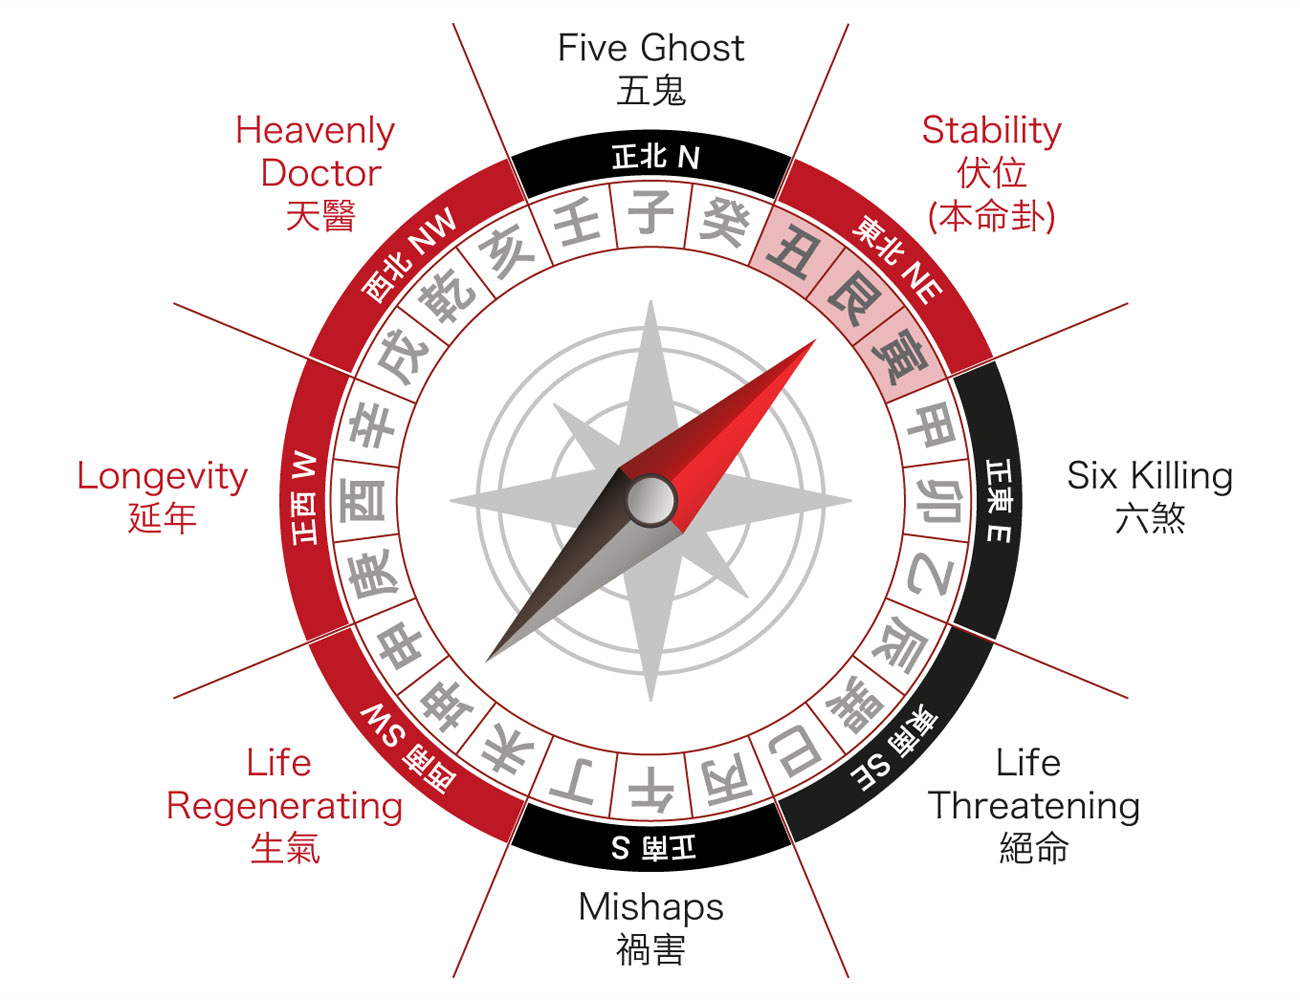 Five Ghost
五鬼
Heavenly
Doctor
天醫
Stability
伏位
(本命卦)
正北 N
西北 NW
東北 NE
壬
子
癸
丑
艮
寅
甲
卯
乙
辰
巽
巳
丙
午
丁
未
坤
申
庚
酉
辛
戌
乾
亥
Longevity
延年
正西 W
正東 E
Six Killing
六煞
西南 SW
東南 SE
Life
Regenerating
生氣
Life
Threatening
絕命
正南 S
Mishaps
禍害